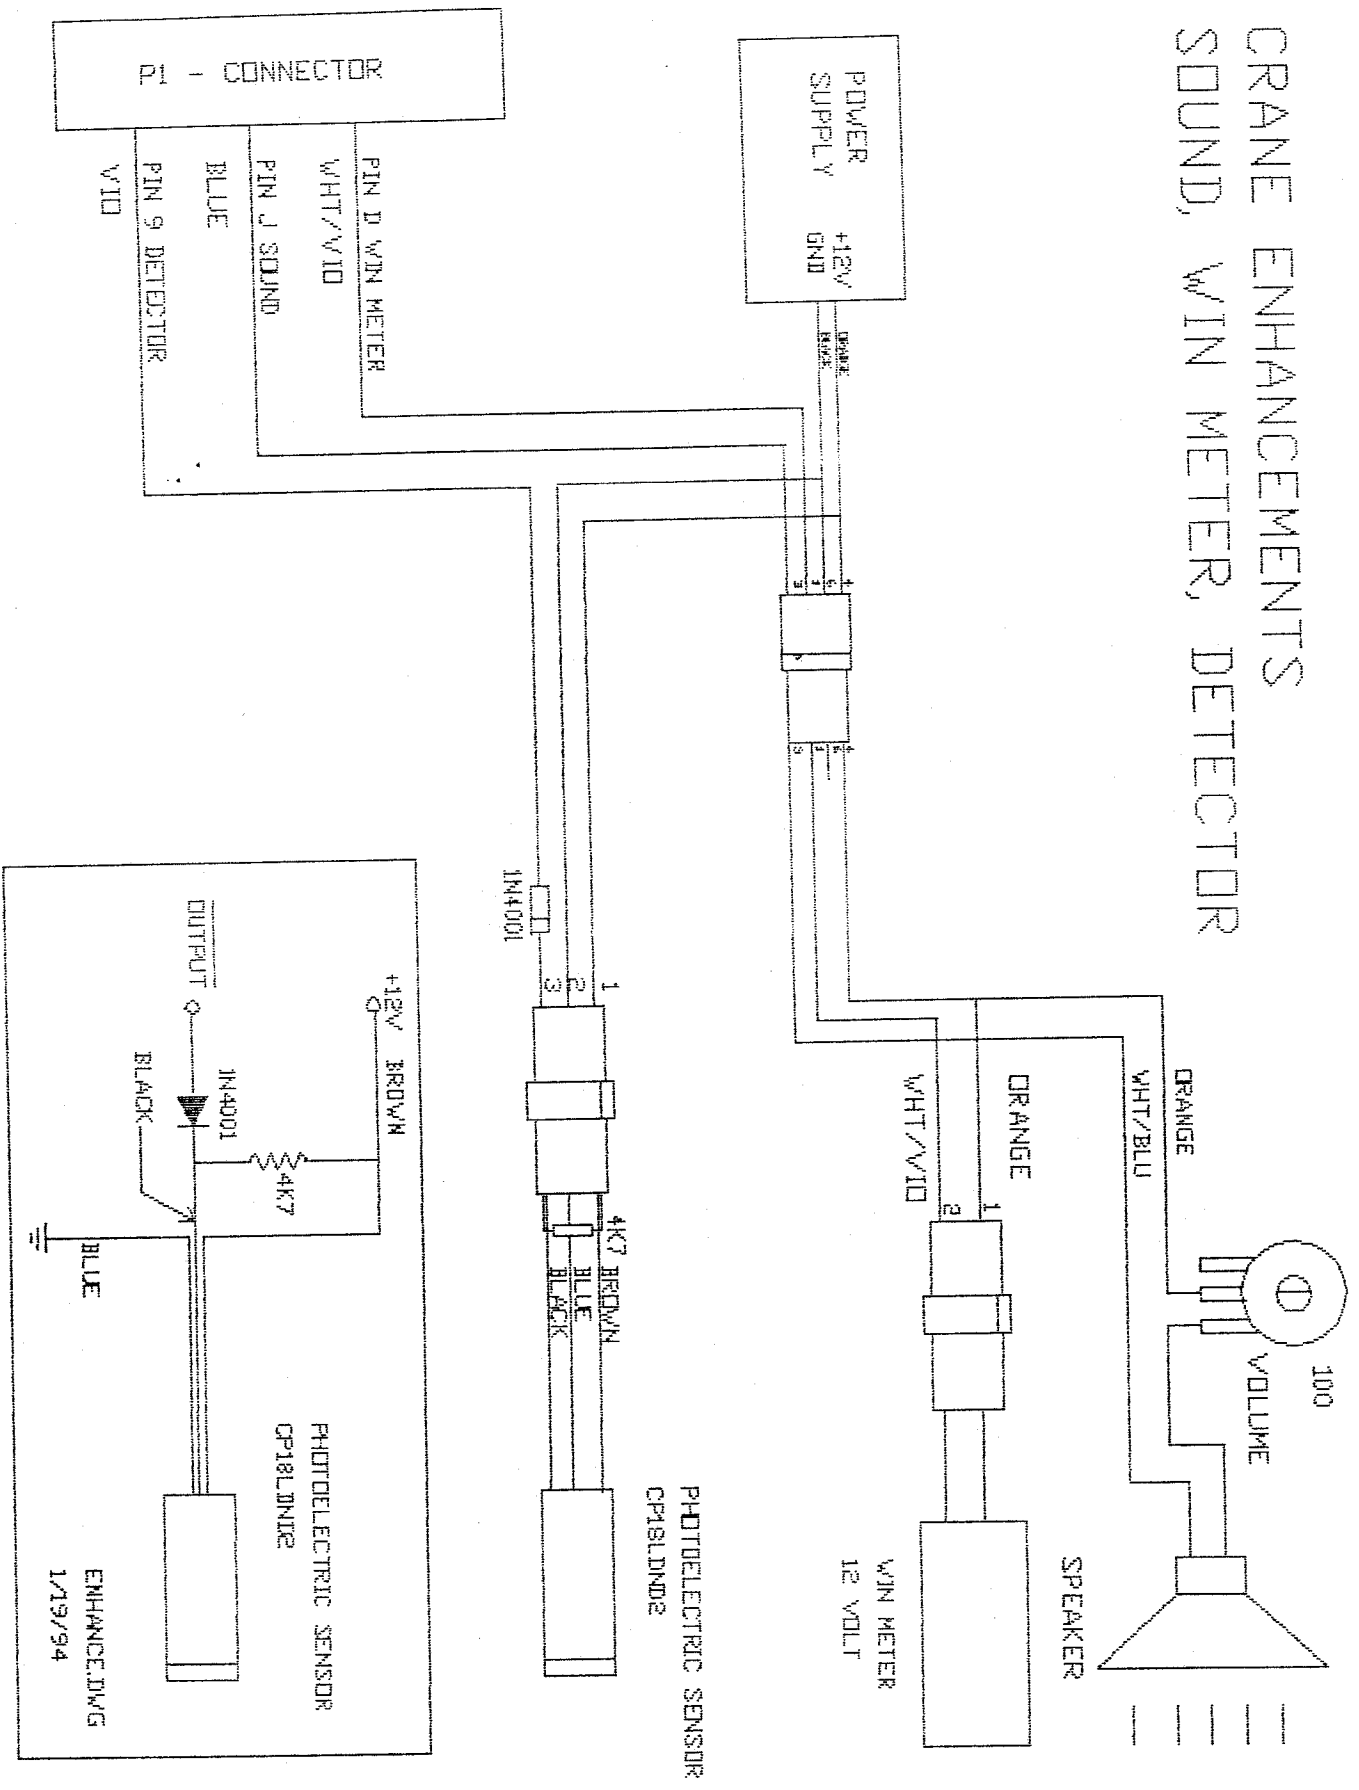 CRANE ENHANCEMENTS
SOUND, WIN METER, DETECTOR
POWER
SUPPLY
+12V
GND
ORANGE
BLACK
P1 - CONNECTOR
PIN D WIN METER
WHT/VIO
PIN J SOUND
BLUE
PIN 9 DETECTOR
VIO
ORANGE
WHT/BLU
100
VOLUME
SPEAKER
ORANGE
WHT/VIO
1
2
WIN METER
12 VOLT
1N4001
1
2
3
4K7
BROWN
BLUE
BLACK
PHOTOELECTRIC SENSOR
CP18LDND2
+12V BROWN
OUTPUT
1N4001
4K7
BLACK
BLUE
PHOTOELECTRIC SENSOR
CP18LDND2
ENHANCE.DWG
1/19/94